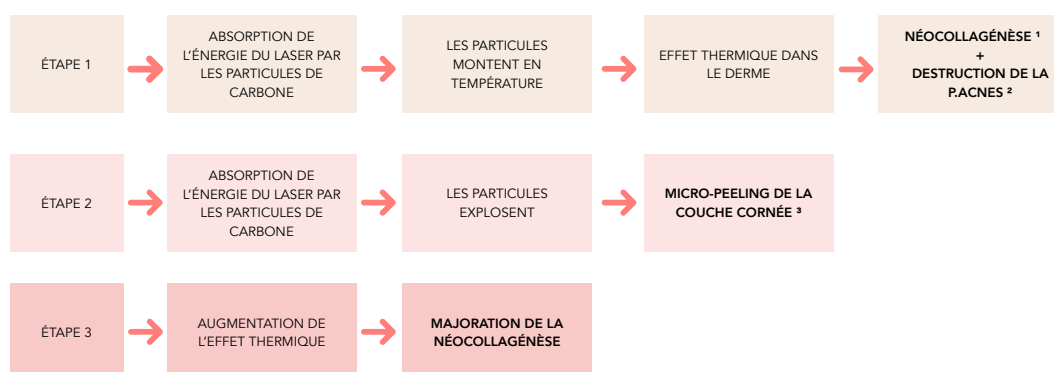 ÉTAPE 1
ABSORPTION DE
L'ÉNERGIE DU LASER PAR
LES PARTICULES DE
CARBONE
LES PARTICULES
MONTENT EN
TEMPÉRATURE
EFFET THERMIQUE DANS
LE DERME
NÉOCOLLAGÉNÈSE ¹
+
DESTRUCTION DE LA
P.ACNES ²
ÉTAPE 2
ABSORPTION DE
L'ÉNERGIE DU LASER PAR
LES PARTICULES DE
CARBONE
LES PARTICULES
EXPLOSENT
MICRO-PEELING DE LA
COUCHE CORNÉE ³
ÉTAPE 3
AUGMENTATION DE
L'EFFET THERMIQUE
MAJORATION DE LA
NÉOCOLLAGÉNÈSE